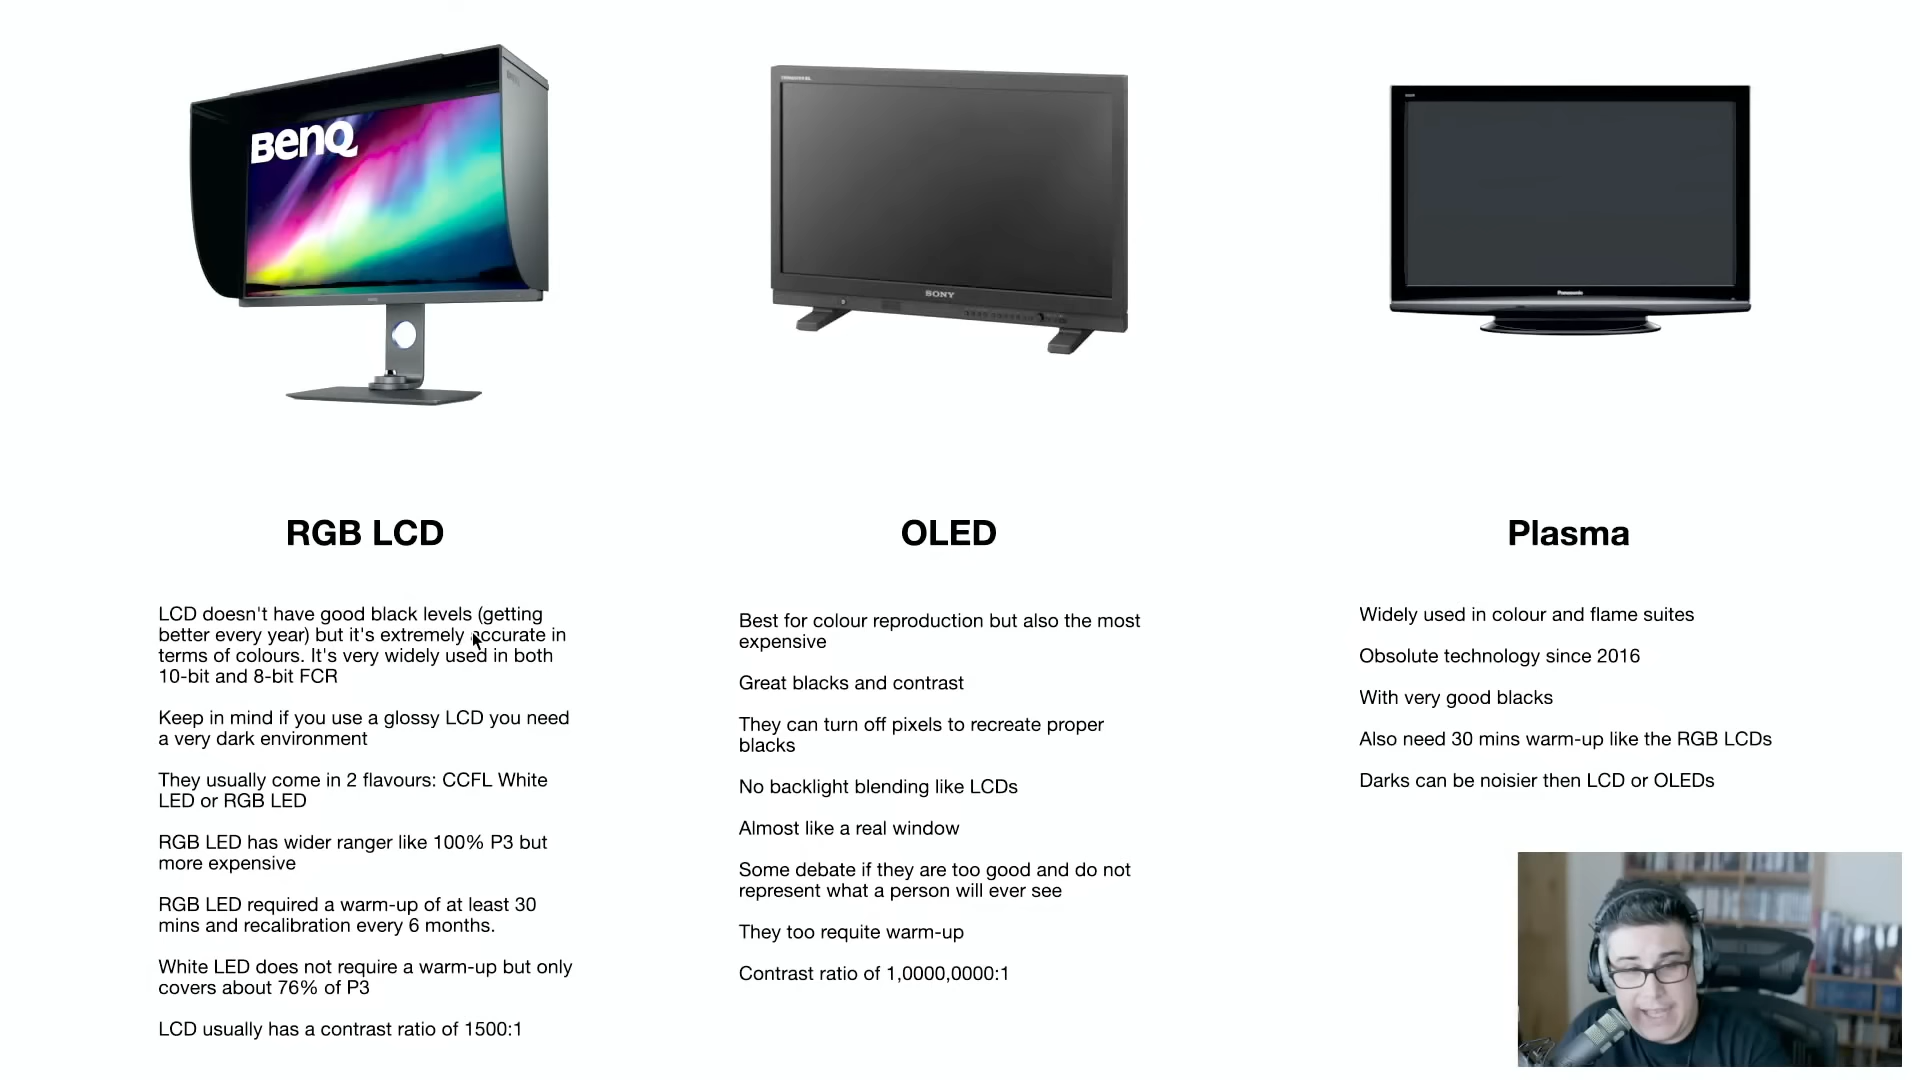 BenQ
SONY
Panasonic
RGB LCD
LCD doesn't have good black levels (getting
better every year) but it's extremely accurate in
terms of colours. It's very widely used in both
10-bit and 8-bit FCR
Keep in mind if you use a glossy LCD you need
a very dark environment
They usually come in 2 flavours: CCFL White
LED or RGB LED
RGB LED has wider ranger like 100% P3 but
more expensive
RGB LED required a warm-up of at least 30
mins and recalibration every 6 months.
White LED does not require a warm-up but only
covers about 76% of P3
LCD usually has a contrast ratio of 1500:1
OLED
Best for colour reproduction but also the most
expensive
Great blacks and contrast
They can turn off pixels to recreate proper
blacks
No backlight blending like LCDs
Almost like a real window
Some debate if they are too good and do not
represent what a person will ever see
They too requite warm-up
Contrast ratio of 1,0000,0000:1
Plasma
Widely used in colour and flame suites
Obsolute technology since 2016
With very good blacks
Also need 30 mins warm-up like the RGB LCDs
Darks can be noisier then LCD or OLEDs